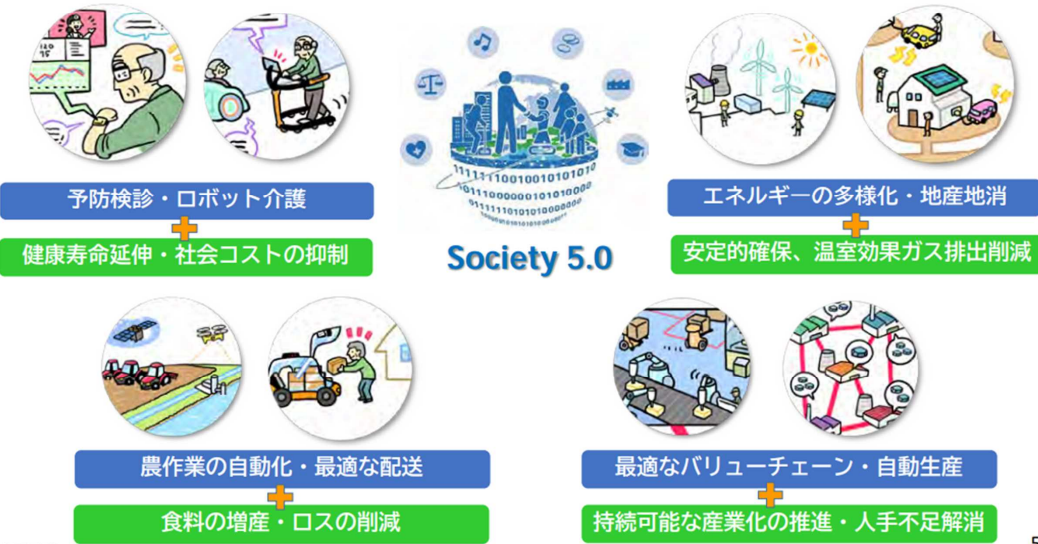 予防検診・ロボット介護
健康寿命延伸・社会コストの抑制
Society 5.0
エネルギーの多様化・地産地消
安定的確保、温室効果ガス排出削減
農作業の自動化・最適な配送
食料の増産・ロスの削減
最適なバリューチェーン・自動生産
持続可能な産業化の推進・人手不足解消